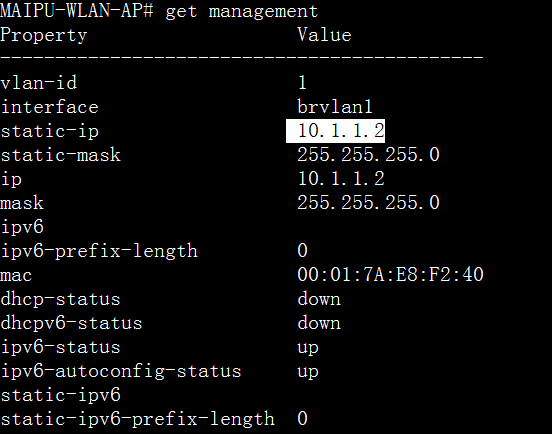 MAIPU-WLAN-AP# get management
Property Value
--------------------------------------------
vlan-id 1
interface brvlan1
static-ip 10.1.1.2
static-mask 255.255.255.0
ip 10.1.1.2
mask 255.255.255.0
ipv6
ipv6-prefix-length 0
mac 00:01:7A:E8:F2:40
dhcp-status down
dhcpv6-status down
ipv6-status up
ipv6-autoconfig-status up
static-ipv6
static-ipv6-prefix-length 0